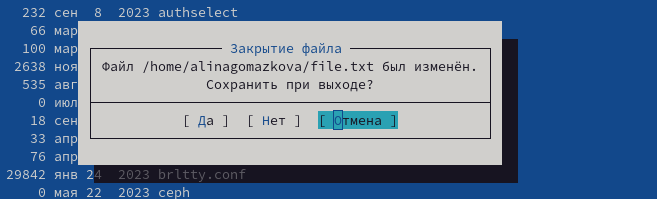 232 сен  8  2023 authselect
66 мар
100 мар
Закрытие файла
2638 ноя
Файл /home/alinagomazkova/file.txt был изменён.
535 авг
Сохранить при выходе?
0 июл
18 сен
[ Да ]  [ Нет ]  [ Отмена ]
33 апр
76 апр
29842 янв 24  2023 brltty.conf
0 мая 22  2023 ceph